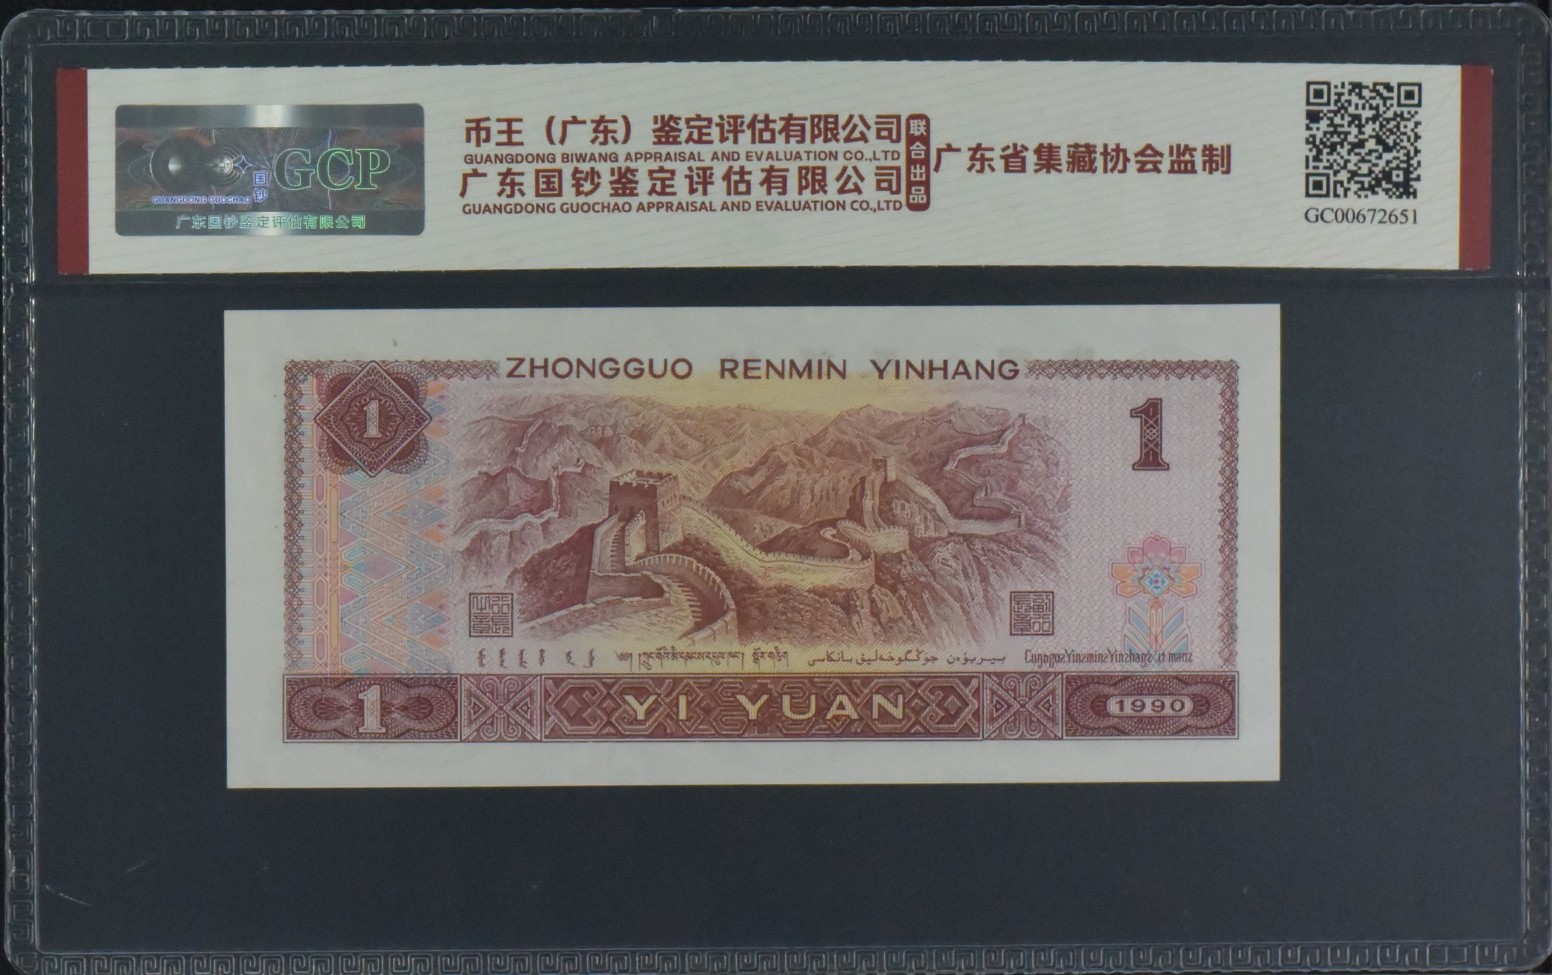 GCP
国钞
GUANGDONG GUOCHAO
广东国钞鉴定评估有限公司
币王（广东）鉴定评估有限公司
GUANGDONG BIWANG APPRAISAL AND EVALUATION CO.,LTD
广东国钞鉴定评估有限公司
GUANGDONG GUOCHAO APPRAISAL AND EVALUATION CO.,LTD
联合出品
广东省集藏协会监制
GC00672651
ZHONGGUO RENMIN YINHANG
1
1
1
YI YUAN
1990